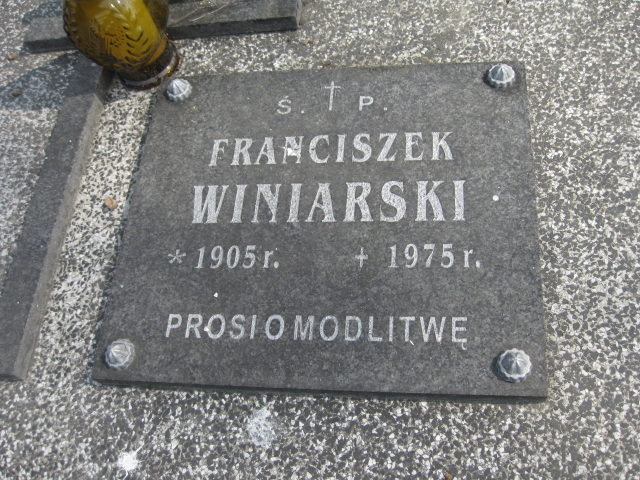 Ś. † P.
FRANCISZEK
WINIARSKI
* 1905 r. + 1975 r.
PROSI O MODLITWĘ